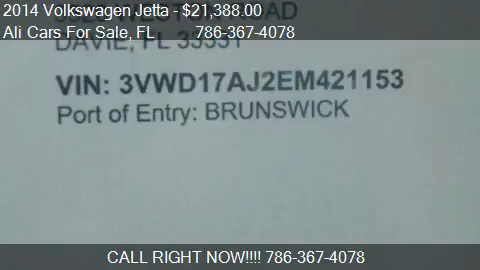 2014 Volkswagen Jetta - $21,388.00
Ali Cars For Sale, FL 786-367-4078
ROAD
DAVIE, FL
VIN: 3VWD17AJ2EM421153
Port of Entry: BRUNSWICK
CALL RIGHT NOW!!!! 786-367-4078